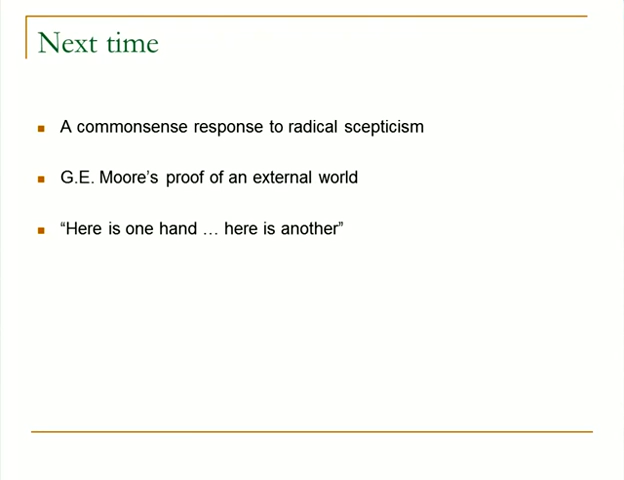 Next time
A commonsense response to radical scepticism
G.E. Moore’s proof of an external world
“Here is one hand … here is another”